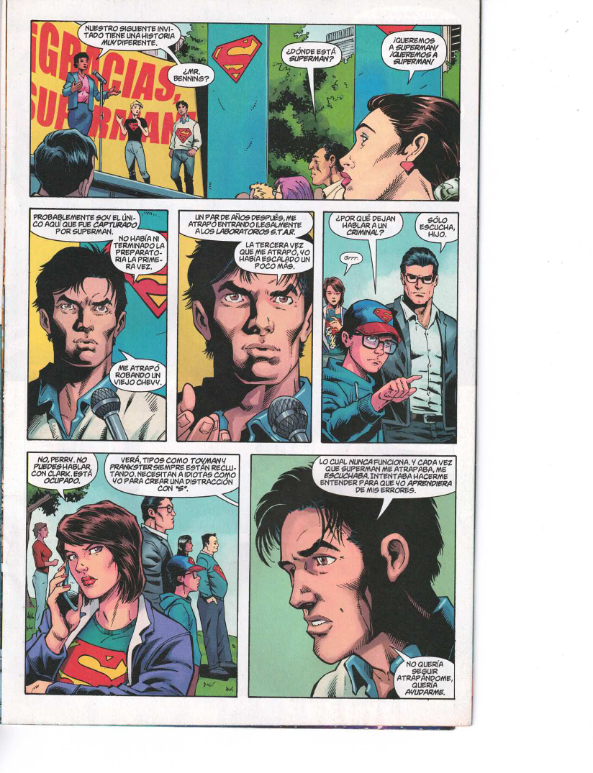 NUESTRO SIGUIENTE INVI-
TADO TIENE UNA HISTORIA
MUY DIFERENTE.
¿MR.
BENNING?
¡GRACIAS,
SUPERMAN
¿DÓNDE ESTÁ
SUPERMAN?
¡QUEREMOS
A SUPERMAN!
¡QUEREMOS A
SUPERMAN!
PROBABLEMENTE SOY EL ÚNI-
CO AQUÍ QUE FUE CAPTURADO
POR SUPERMAN.
NO HABÍA NI
TERMINADO LA
PREPARATO-
RIA LA PRIME-
RA VEZ.
ME ATRAPÓ
ROBANDO UN
VIEJO CHEVY.
UN PAR DE AÑOS DESPUÉS, ME
ATRAPÓ ENTRANDO ILEGALMENTE
A LOS LABORATORIOS S.T.A.R.
LA TERCERA VEZ
QUE ME ATRAPÓ, YO
HABÍA ESCALADO UN
POCO MÁS.
¿POR QUÉ DEJAN
HABLAR A UN
CRIMINAL?
GRRR.
SÓLO
ESCUCHA,
HIJO.
NO, PERRY. NO
PUEDES HABLAR
CON CLARK. ESTÁ
OCUPADO.
VERÁ, TIPOS COMO TOYMAN Y
PRANKSTER SIEMPRE ESTÁN RECLU-
TANDO. NECESITAN A IDIOTAS COMO
YO PARA CREAR UNA DISTRACCIÓN
CON "S".
LO CUAL NUNCA FUNCIONA. Y CADA VEZ
QUE SUPERMAN ME ATRAPABA, ME
ESCUCHABA, INTENTABA HACERME
ENTENDER PARA QUE YO APRENDIERA
DE MIS ERRORES.
NO QUERÍA
SEGUIR
ATRAPÁNDOME,
QUERÍA
AYUDARME.